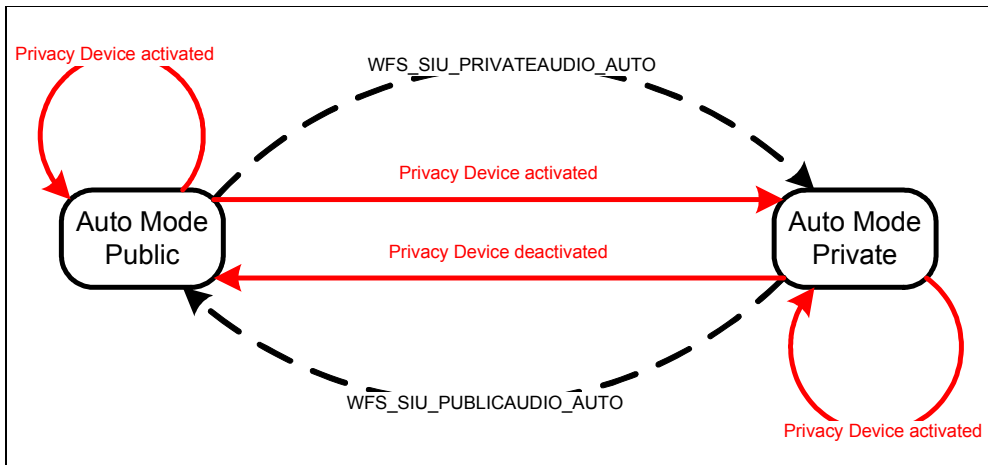 Privacy Device activated
WFS_SIU_PRIVATEAUDIO_AUTO
Privacy Device activated
Auto Mode
Public
Auto Mode
Private
Privacy Device deactivated
WFS_SIU_PUBLICAUDIO_AUTO
Privacy Device activated